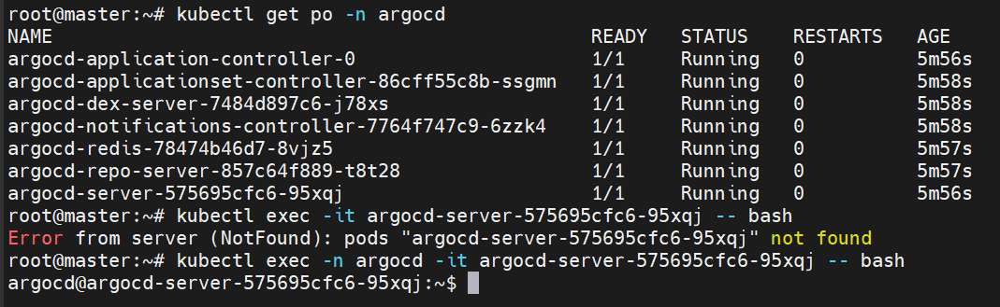 root@master:~# kubectl get po -n argocd
NAME READY STATUS RESTARTS AGE
argocd-application-controller-0 1/1 Running 0 5m56s
argocd-applicationset-controller-86cff55c8b-ssgmn 1/1 Running 0 5m58s
argocd-dex-server-7484d897c6-j78xs 1/1 Running 0 5m58s
argocd-notifications-controller-7764f747c9-6zzk4 1/1 Running 0 5m58s
argocd-redis-78474b46d7-8vjz5 1/1 Running 0 5m57s
argocd-repo-server-857c64f889-t8t28 1/1 Running 0 5m57s
argocd-server-575695cfc6-95xqj 1/1 Running 0 5m56s
root@master:~# kubectl exec -it argocd-server-575695cfc6-95xqj -- bash
Error from server (NotFound): pods "argocd-server-575695cfc6-95xqj" not found
root@master:~# kubectl exec -n argocd -it argocd-server-575695cfc6-95xqj -- bash
argocd@argocd-server-575695cfc6-95xqj:~$